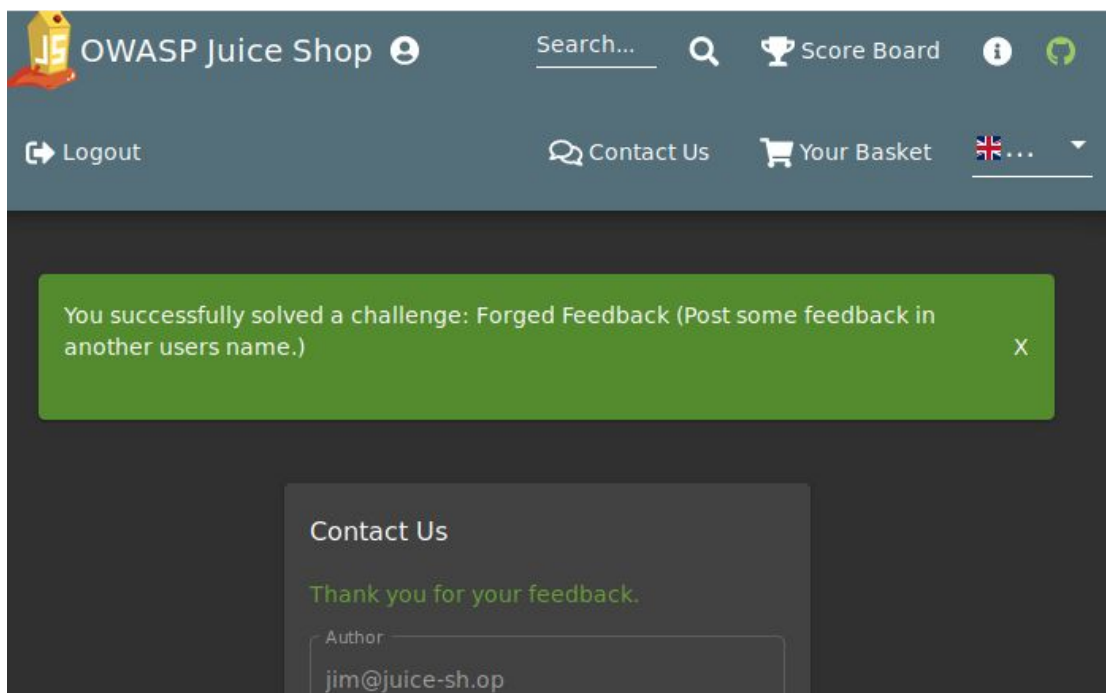 OWASP Juice Shop Search... Score Board
Logout Contact Us Your Basket ...
You successfully solved a challenge: Forged Feedback (Post some feedback in
another users name.) X
Contact Us
Thank you for your feedback.
Author
jim@juice-sh.op